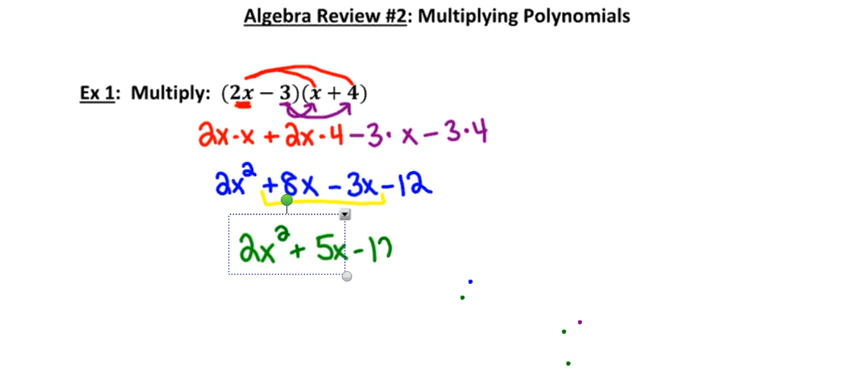 Algebra Review #2: Multiplying Polynomials
Ex 1: Multiply: (2x − 3)(x + 4)
2x·x + 2x·4 − 3·x − 3·4
2x² + 8x − 3x − 12
2x² + 5x − 12